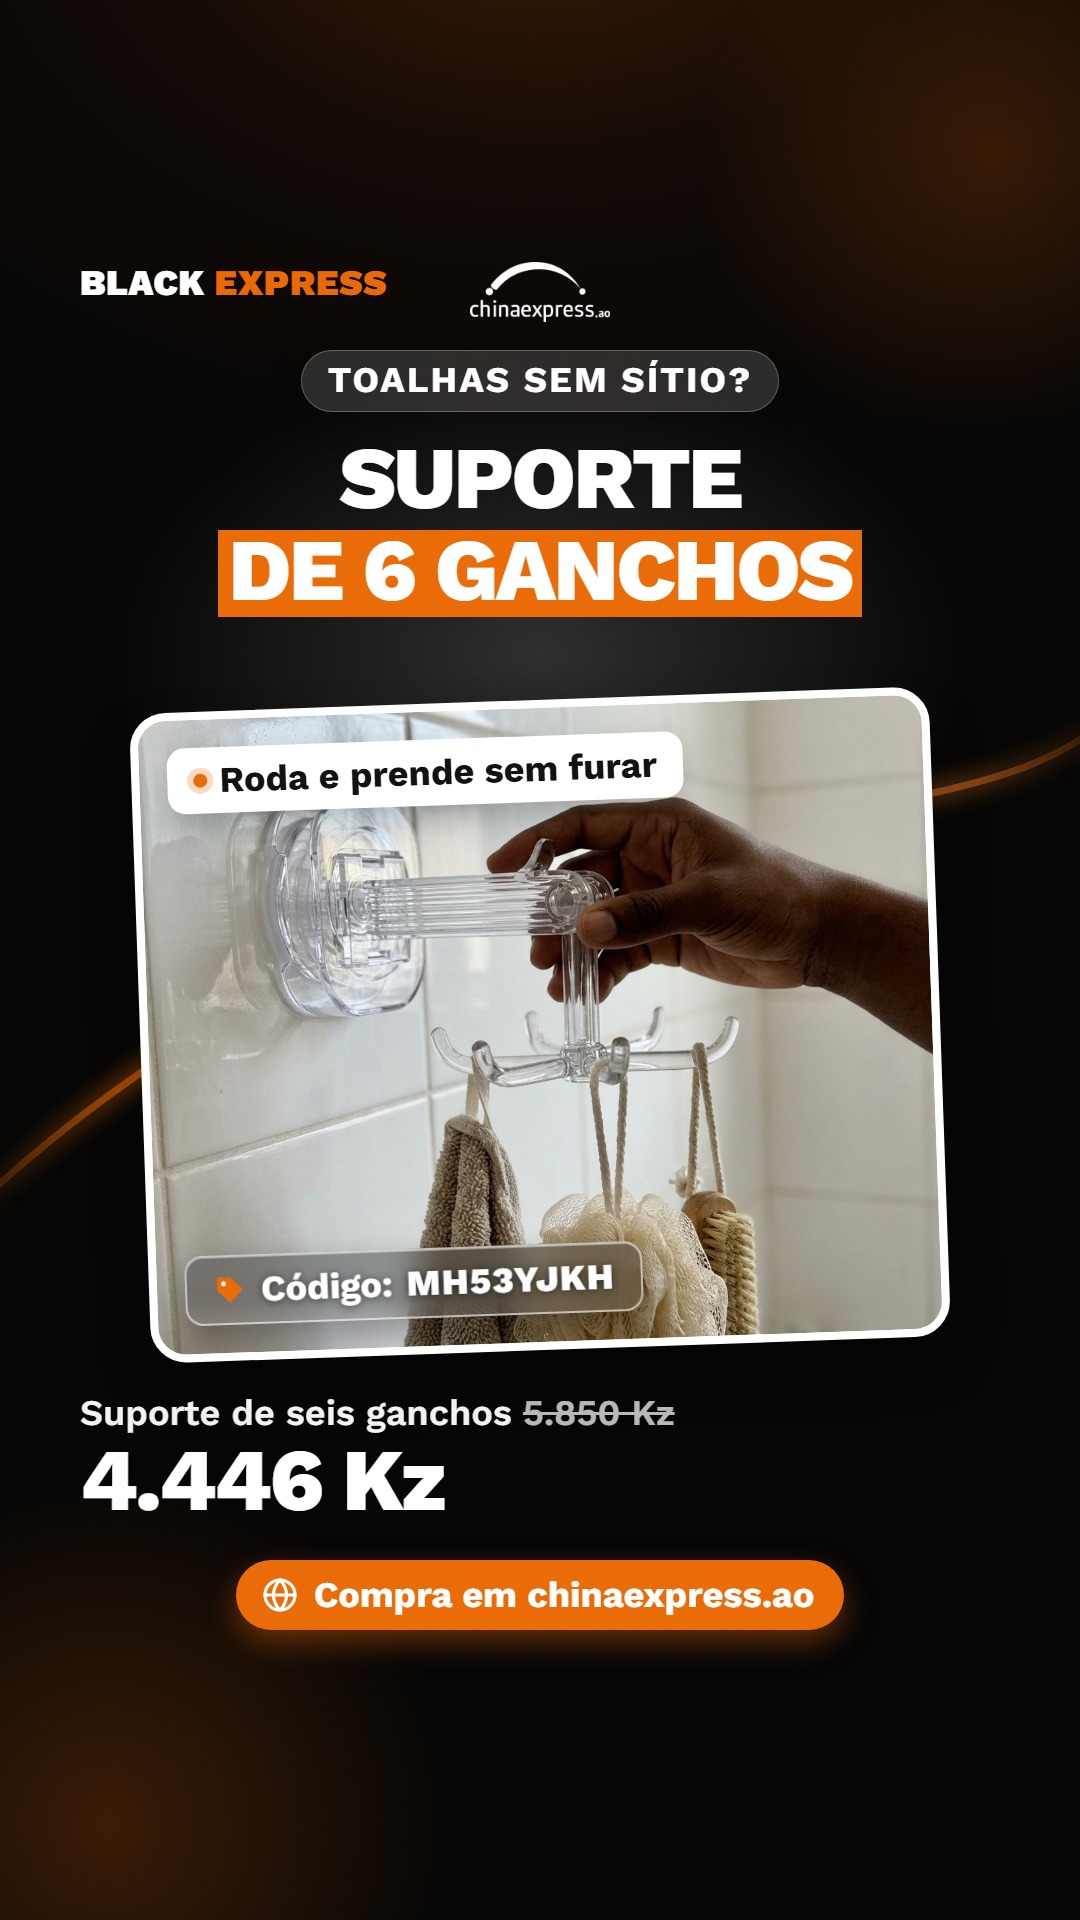 BLACK EXPRESS
chinaexpress.ao
TOALHAS SEM SÍTIO?
SUPORTE
DE 6 GANCHOS
Roda e prende sem furar
Código: MH53YJKH
Suporte de seis ganchos 5.850 Kz
4.446 Kz
Compra em chinaexpress.ao